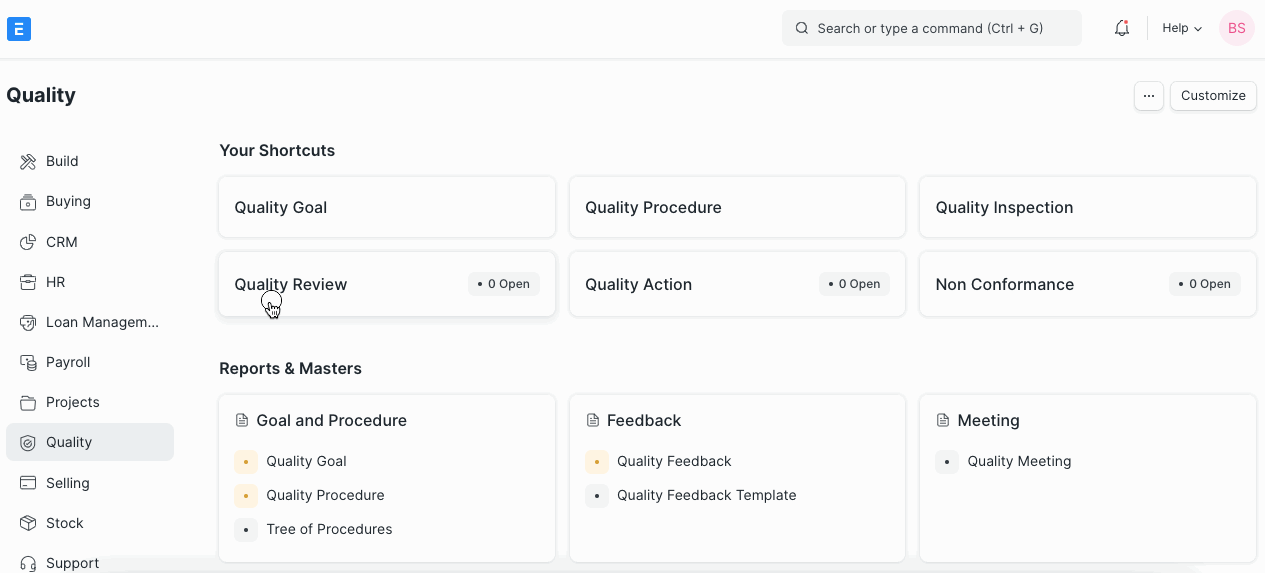 E
Search or type a command (Ctrl + G)
Help
BS
Quality
...
Customize
Build
Buying
CRM
HR
Loan Managem...
Payroll
Projects
Quality
Selling
Stock
Support
Your Shortcuts
Quality Goal
Quality Procedure
Quality Inspection
Quality Review
• 0 Open
Quality Action
• 0 Open
Non Conformance
• 0 Open
Reports & Masters
Goal and Procedure
Quality Goal
Quality Procedure
Tree of Procedures
Feedback
Quality Feedback
Quality Feedback Template
Meeting
Quality Meeting